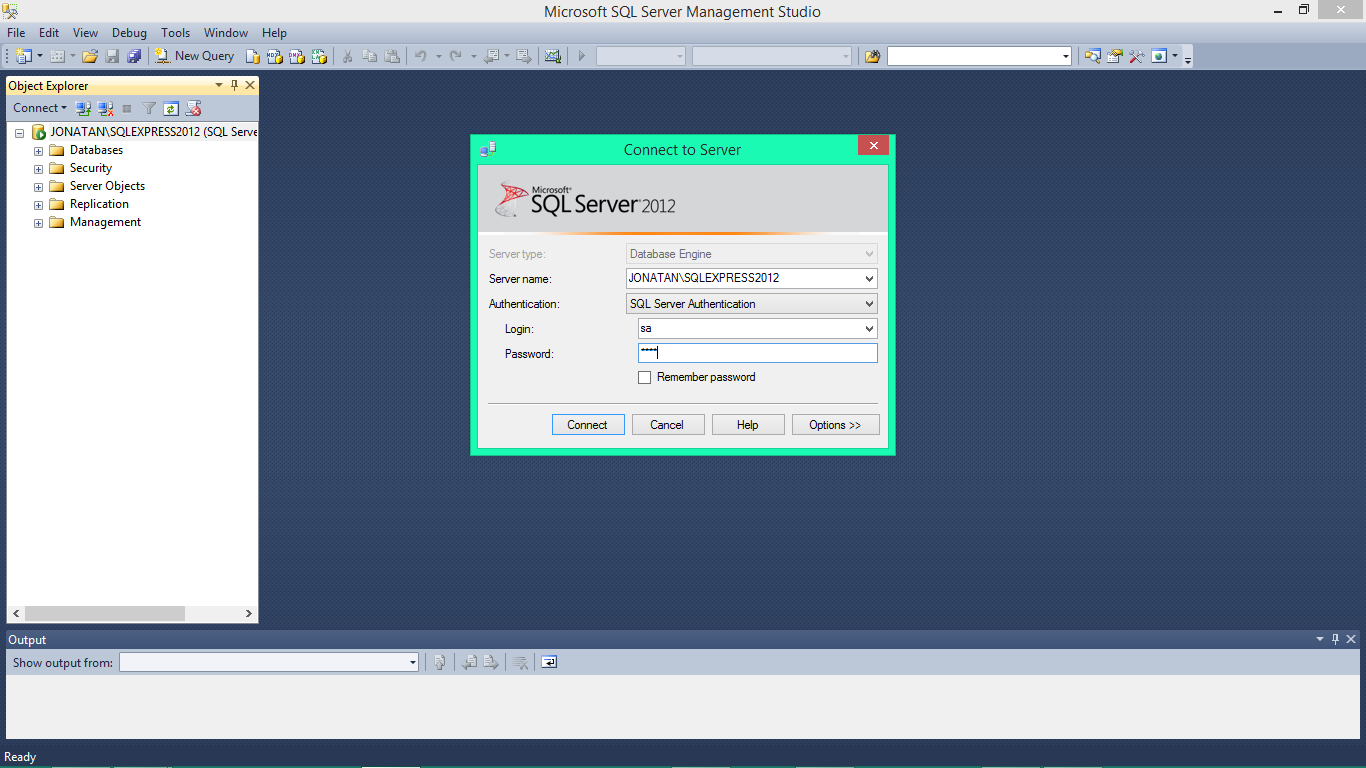 Microsoft SQL Server Management Studio
File Edit View Debug Tools Window Help
New Query
Object Explorer
Connect
JONATAN\SQLEXPRESS2012 (SQL Serve
Databases
Security
Server Objects
Replication
Management
Connect to Server
Microsoft®
SQL Server® 2012
Server type: Database Engine
Server name: JONATAN\SQLEXPRESS2012
Authentication: SQL Server Authentication
Login: sa
Password: ****
Remember password
Connect Cancel Help Options >>
Output
Show output from:
Ready